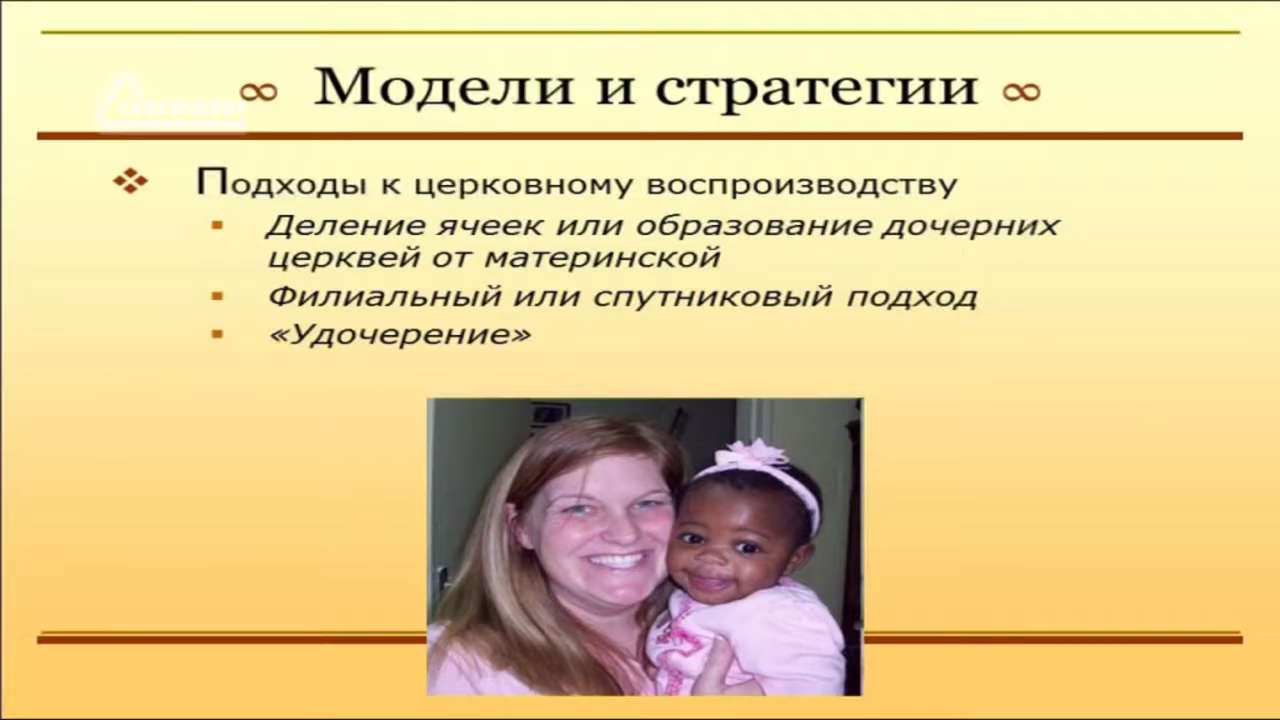 ∞ Модели и стратегии ∞
Подходы к церковному воспроизводству
Деление ячеек или образование дочерних
церквей от материнской
Филиальный или спутниковый подход
«Удочерение»